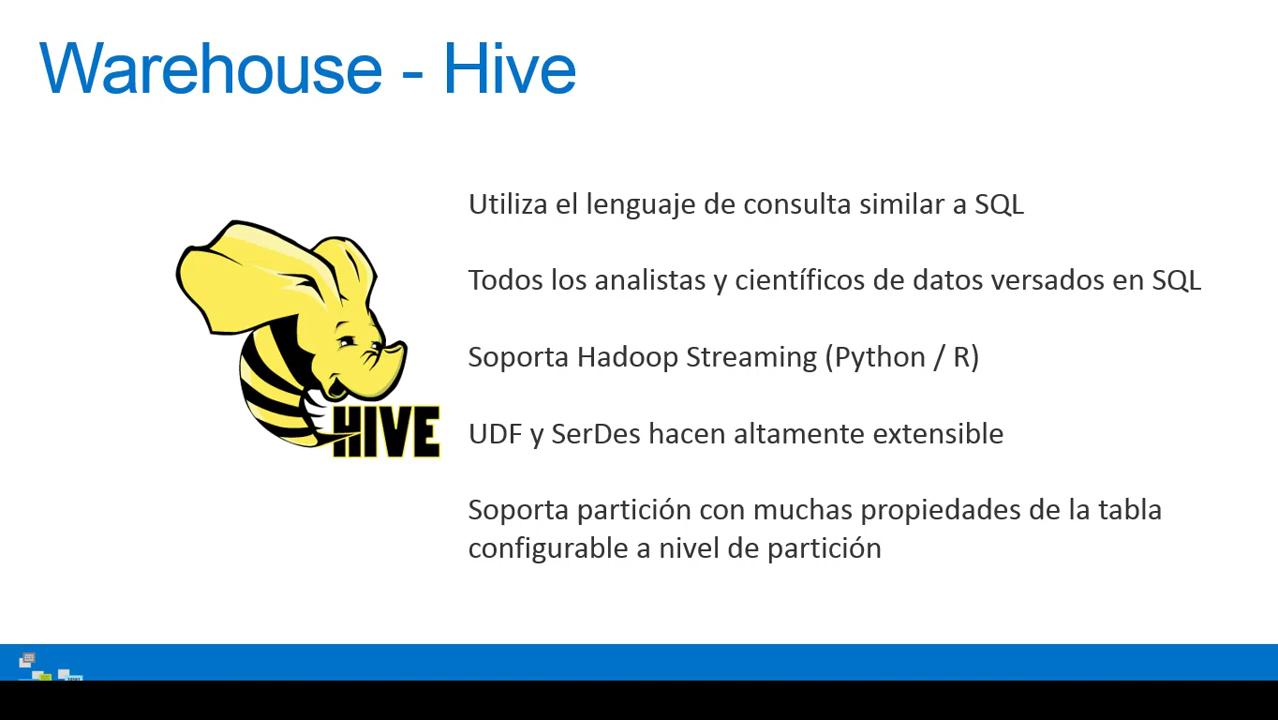 Warehouse - Hive
Utiliza el lenguaje de consulta similar a SQL
Todos los analistas y científicos de datos versados en SQL
Soporta Hadoop Streaming (Python / R)
UDF y SerDes hacen altamente extensible
HIVE
Soporta partición con muchas propiedades de la tabla
configurable a nivel de partición